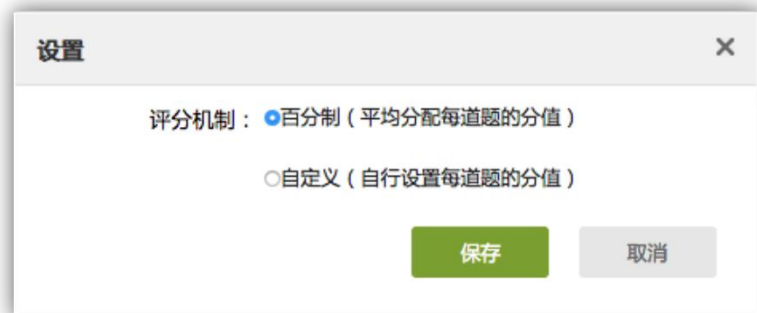 设置
评分机制：百分制（平均分配每道题的分值）
自定义（自行设置每道题的分值）
保存 取消